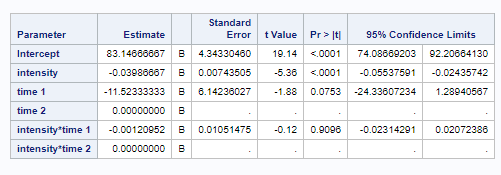 Parameter Estimate Standard Error t Value Pr > |t| 95% Confidence Limits
Intercept 83.14666667 B 4.34330460 19.14 <.0001 74.08669203 92.20664130
intensity -0.03986667 B 0.00743505 -5.36 <.0001 -0.05537591 -0.02435742
time 1 -11.52333333 B 6.14236027 -1.88 0.0753 -24.33607234 1.28940567
time 2 0.00000000 B . . . . .
intensity*time 1 -0.00120952 B 0.01051475 -0.12 0.9096 -0.02314291 0.02072386
intensity*time 2 0.00000000 B . . . . .